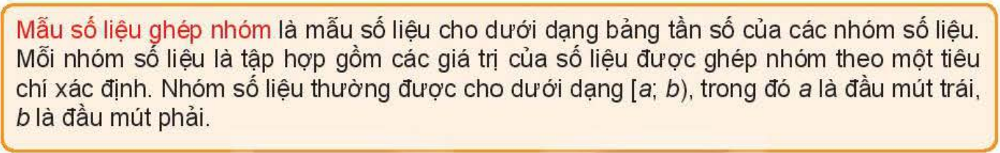 Mẫu số liệu ghép nhóm là mẫu số liệu cho dưới dạng bảng tần số của các nhóm số liệu.
Mỗi nhóm số liệu là tập hợp gồm các giá trị của số liệu được ghép nhóm theo một tiêu
chí xác định. Nhóm số liệu thường được cho dưới dạng [a; b), trong đó a là đầu mút trái,
b là đầu mút phải.